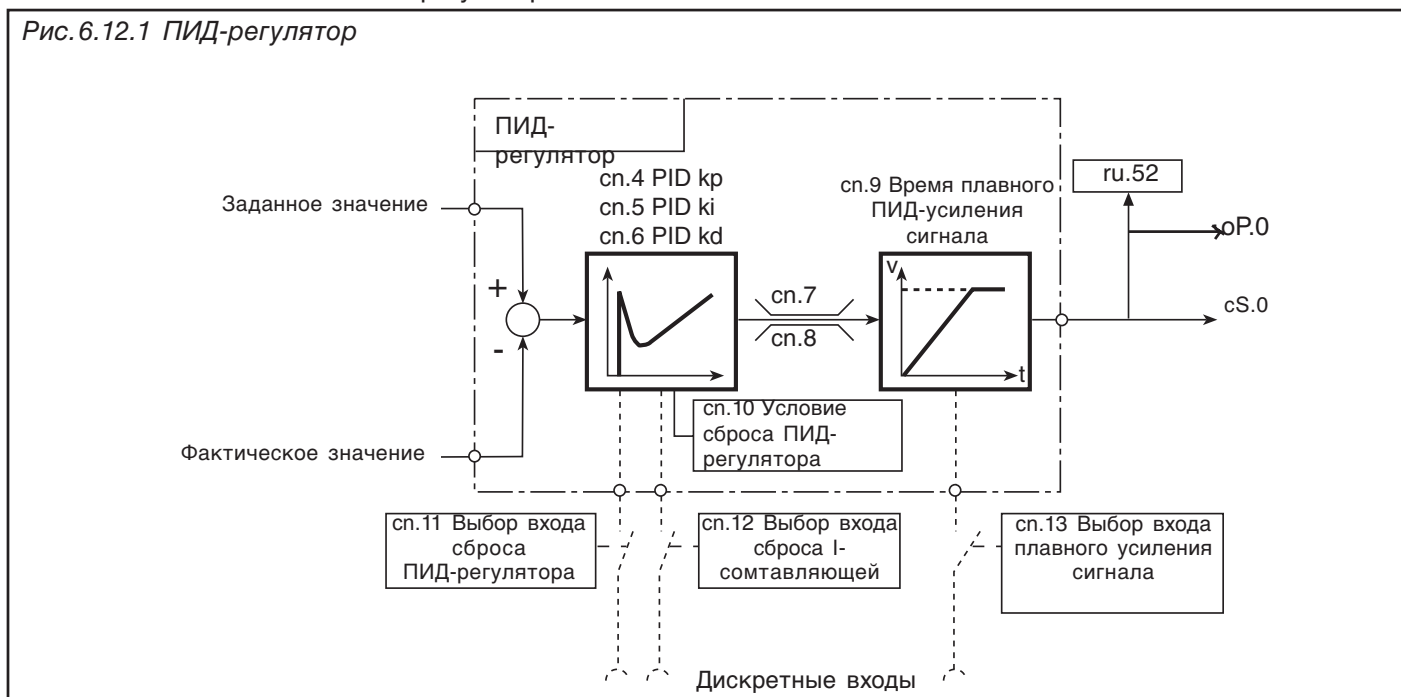 Рис.6.12.1 ПИД-регулятор
ПИД-
регулятор
cn.4 PID kp
cn.5 PID ki
cn.6 PID kd
cn.9 Время плавного
ПИД-усиления
сигнала
ru.52
Заданное значение
oP.0
+
v
cn.7
cS.0
-
cn.8
t
cn.10 Условие
сброса ПИД-
регулятора
Фактическое значение
cn.11 Выбор входа
сброса
ПИД-регулятора
cn.12 Выбор входа
сброса I-
сомтавляющей
cn.13 Выбор входа
плавного усиления
сигнала
Дискретные входы